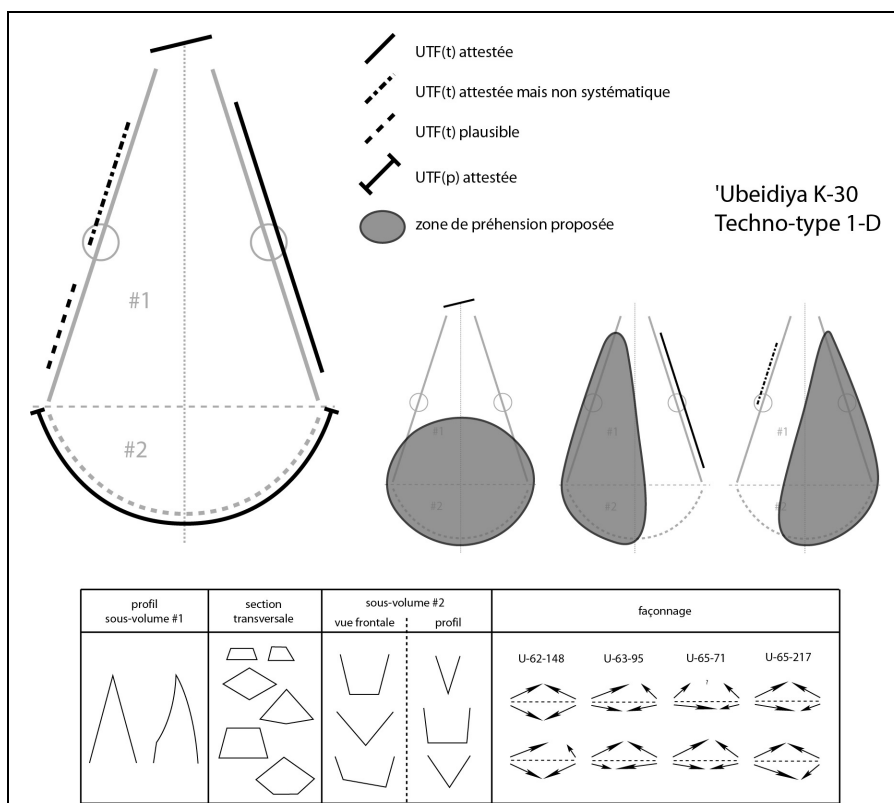 UTF(t) attestée
UTF(t) attestée mais non systématique
UTF(t) plausible
UTF(p) attestée
zone de préhension proposée
'Ubeidiya K-30
Techno-type 1-D
#1
#2
#1
#2
#1
#2
#1
#2
profil
sous-volume #1
section
transversale
sous-volume #2
vue frontale
profil
façonnage
U-62-148
U-63-95
U-65-71
U-65-217
?